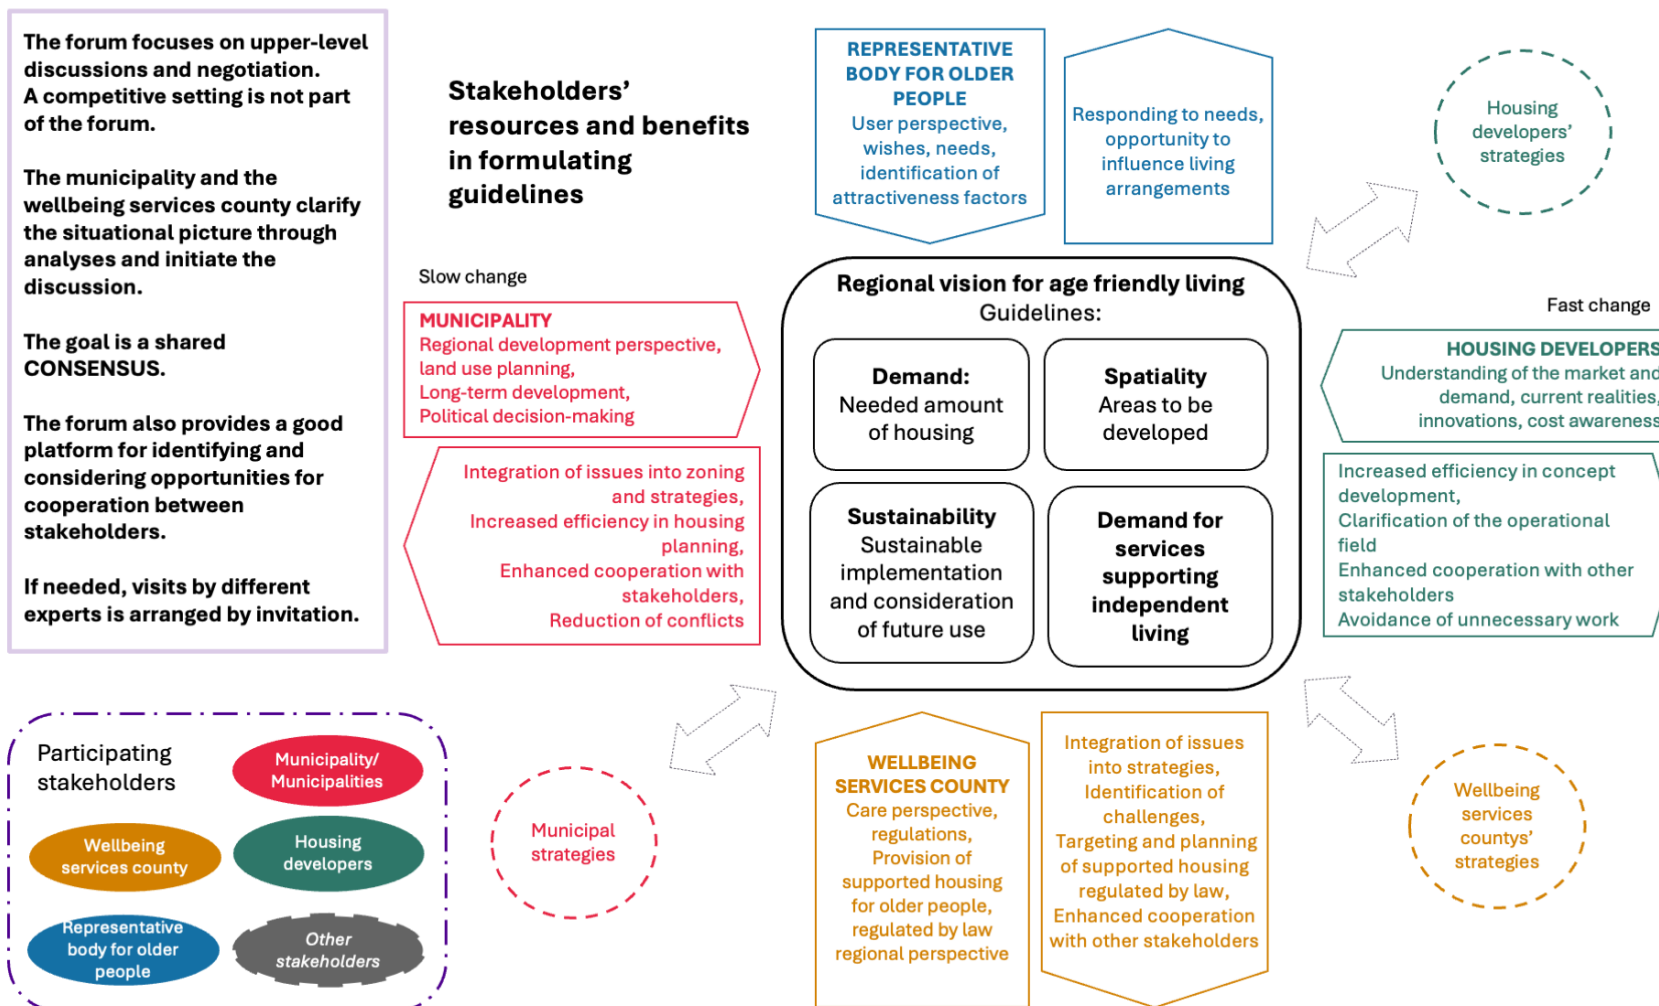 The forum focuses on upper-level
discussions and negotiation.
A competitive setting is not part
of the forum.
The municipality and the
wellbeing services county clarify
the situational picture through
analyses and initiate the
discussion.
The goal is a shared
CONSENSUS.
The forum also provides a good
platform for identifying and
considering opportunities for
cooperation between
stakeholders.
If needed, visits by different
experts is arranged by invitation.
Stakeholders’
resources and benefits
in formulating
guidelines
REPRESENTATIVE
BODY FOR OLDER
PEOPLE
User perspective,
wishes, needs,
identification of
attractiveness factors
Responding to needs,
opportunity to
influence living
arrangements
Housing
developers’
strategies
Slow change
MUNICIPALITY
Regional development perspective,
land use planning,
Long-term development,
Political decision-making
Integration of issues into zoning
and strategies,
Increased efficiency in housing
planning,
Enhanced cooperation with
stakeholders,
Reduction of conflicts
Regional vision for age friendly living
Guidelines:
Demand:
Needed amount
of housing
Spatiality
Areas to be
developed
Sustainability
Sustainable
implementation
and consideration
of future use
Demand for
services
supporting
independent
living
Fast change
HOUSING DEVELOPERS
Understanding of the market and
demand, current realities,
innovations, cost awareness
Increased efficiency in concept
development,
Clarification of the operational
field
Enhanced cooperation with other
stakeholders
Avoidance of unnecessary work
Participating
stakeholders
Municipality/
Municipalities
Wellbeing
services county
Housing
developers
Representative
body for older
people
Other
stakeholders
Municipal
strategies
WELLBEING
SERVICES COUNTY
Care perspective,
regulations,
Provision of
supported housing
for older people,
regulated by law
regional perspective
Integration of issues
into strategies,
Identification of
challenges,
Targeting and planning
of supported housing
regulated by law,
Enhanced cooperation
with other stakeholders
Wellbeing
services
countys’
strategies